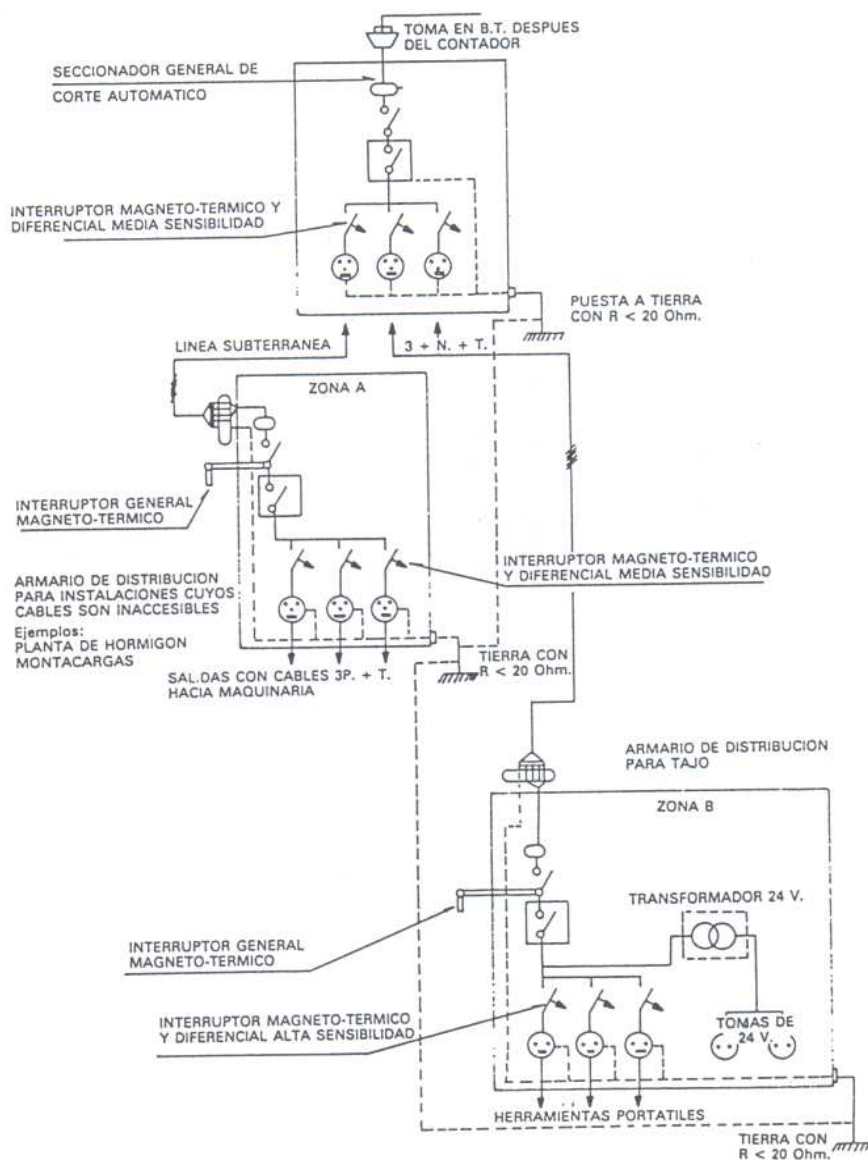 TOMA EN B.T. DESPUES
DEL CONTADOR
SECCIONADOR GENERAL DE
CORTE AUTOMATICO
INTERRUPTOR MAGNETO-TERMICO Y
DIFERENCIAL MEDIA SENSIBILIDAD
PUESTA A TIERRA
CON R < 20 Ohm.
LINEA SUBTERRANEA
3 + N. + T.
ZONA A
INTERRUPTOR GENERAL
MAGNETO-TERMICO
INTERRUPTOR MAGNETO-TERMICO
Y DIFERENCIAL MEDIA SENSIBILIDAD
ARMARIO DE DISTRIBUCION
PARA INSTALACIONES CUYOS
CABLES SON INACCESIBLES
Ejemplos:
PLANTA DE HORMIGON
MONTACARGAS
SAL.DAS CON CABLES 3P. + T.
HACIA MAQUINARIA
TIERRA CON
R < 20 Ohm.
ARMARIO DE DISTRIBUCION
PARA TAJO
ZONA B
TRANSFORMADOR 24 V.
INTERRUPTOR GENERAL
MAGNETO-TERMICO
INTERRUPTOR MAGNETO-TERMICO
Y DIFERENCIAL ALTA SENSIBILIDAD
TOMAS DE
24 V.
HERRAMIENTAS PORTATILES
TIERRA CON
R < 20 Ohm.